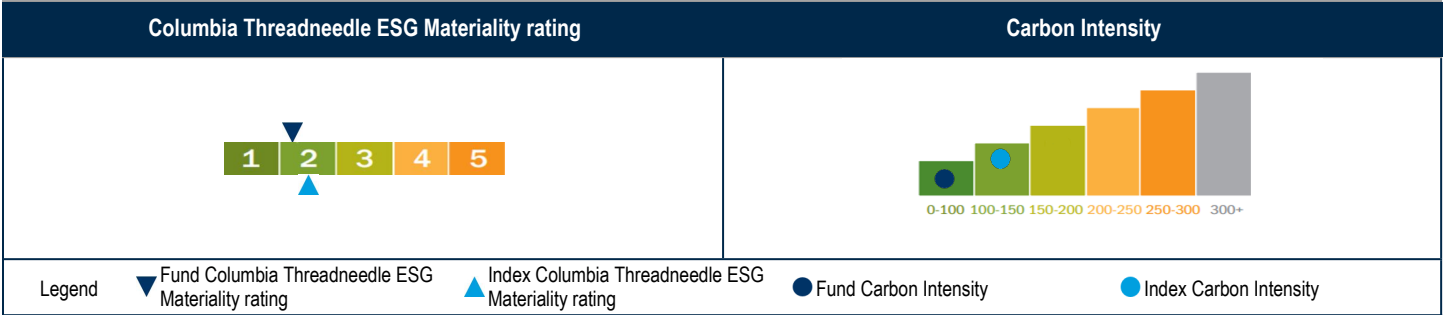 Columbia Threadneedle ESG Materiality rating
Carbon Intensity
1 2 3 4 5
0-100 100-150 150-200 200-250 250-300 300+
Legend
Fund Columbia Threadneedle ESG
Materiality rating
Index Columbia Threadneedle ESG
Materiality rating
Fund Carbon Intensity
Index Carbon Intensity